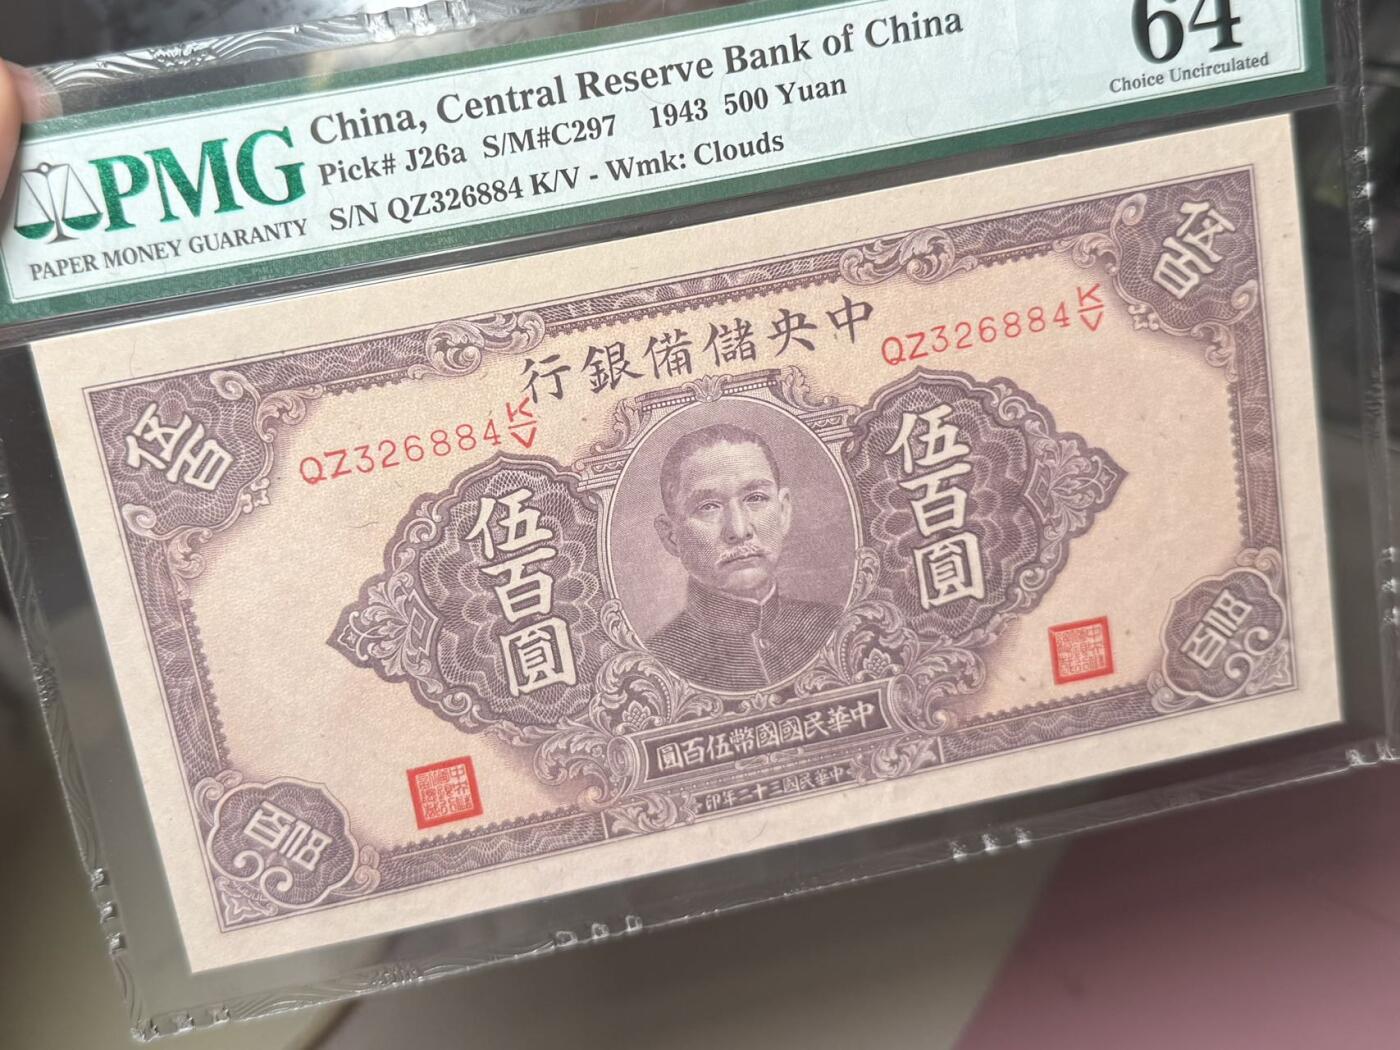 PMG
PAPER MONEY GUARANTY
China, Central Reserve Bank of China
Pick# J26a S/M#C297 1943 500 Yuan
S/N QZ326884 K/V - Wmk: Clouds
64
Choice Uncirculated
伍百
伍百
行銀備儲央中
QZ326884 K/V
QZ326884 K/V
伍百圓
伍百圓
圓百伍幣國國民華中
印年二十三國民華中
百伍
百伍